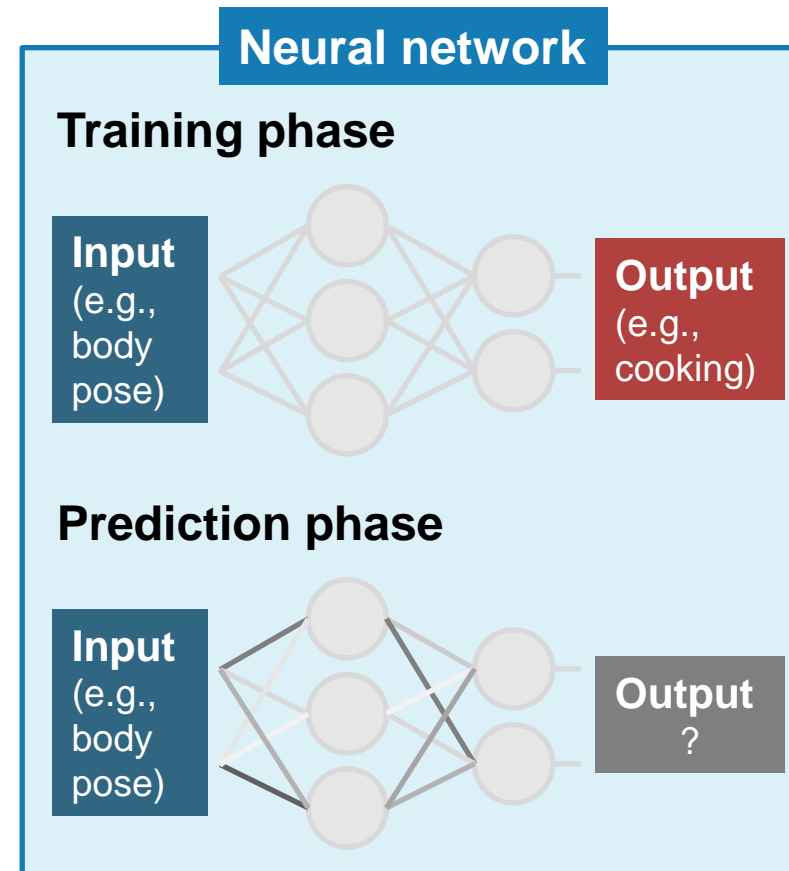 Neural network
Training phase
Input
(e.g.,
body
pose)
Output
(e.g.,
cooking)
Prediction phase
Input
(e.g.,
body
pose)
Output
?